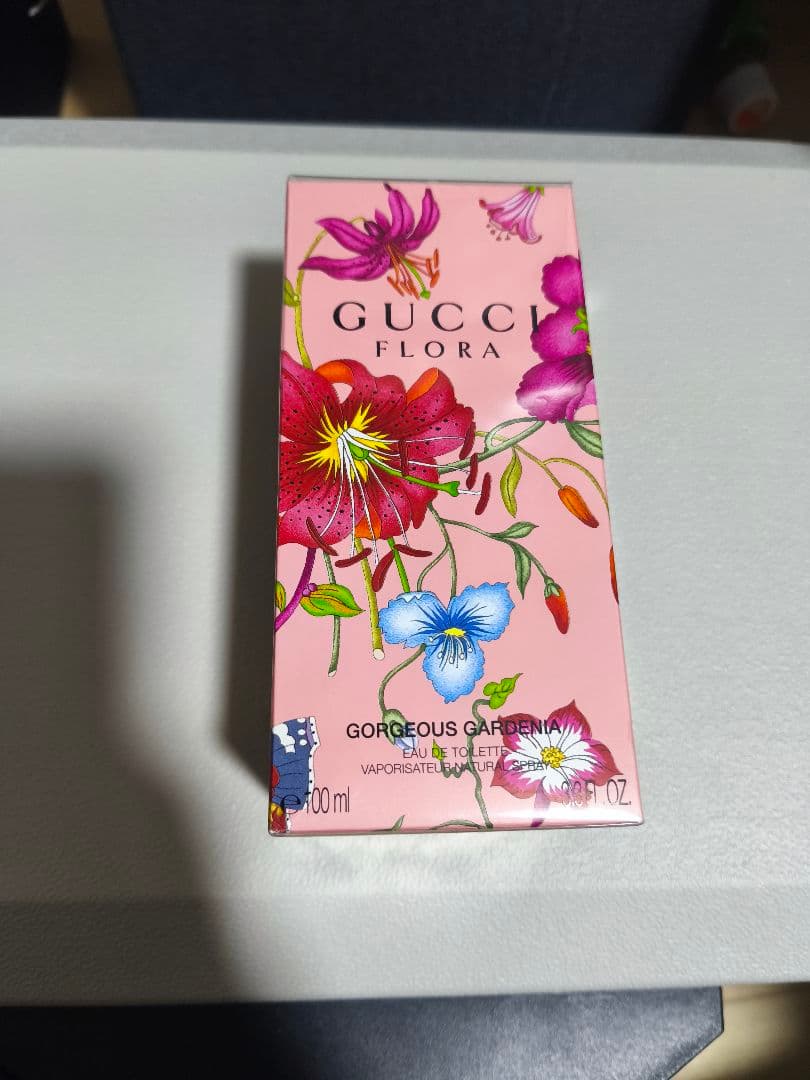 GUCCI
FLORA
GORGEOUS GARDENIA
EAU DE TOILETTE
VAPORISATEUR NATURAL SPRAY
e 100 ml 3.3 FL.OZ.